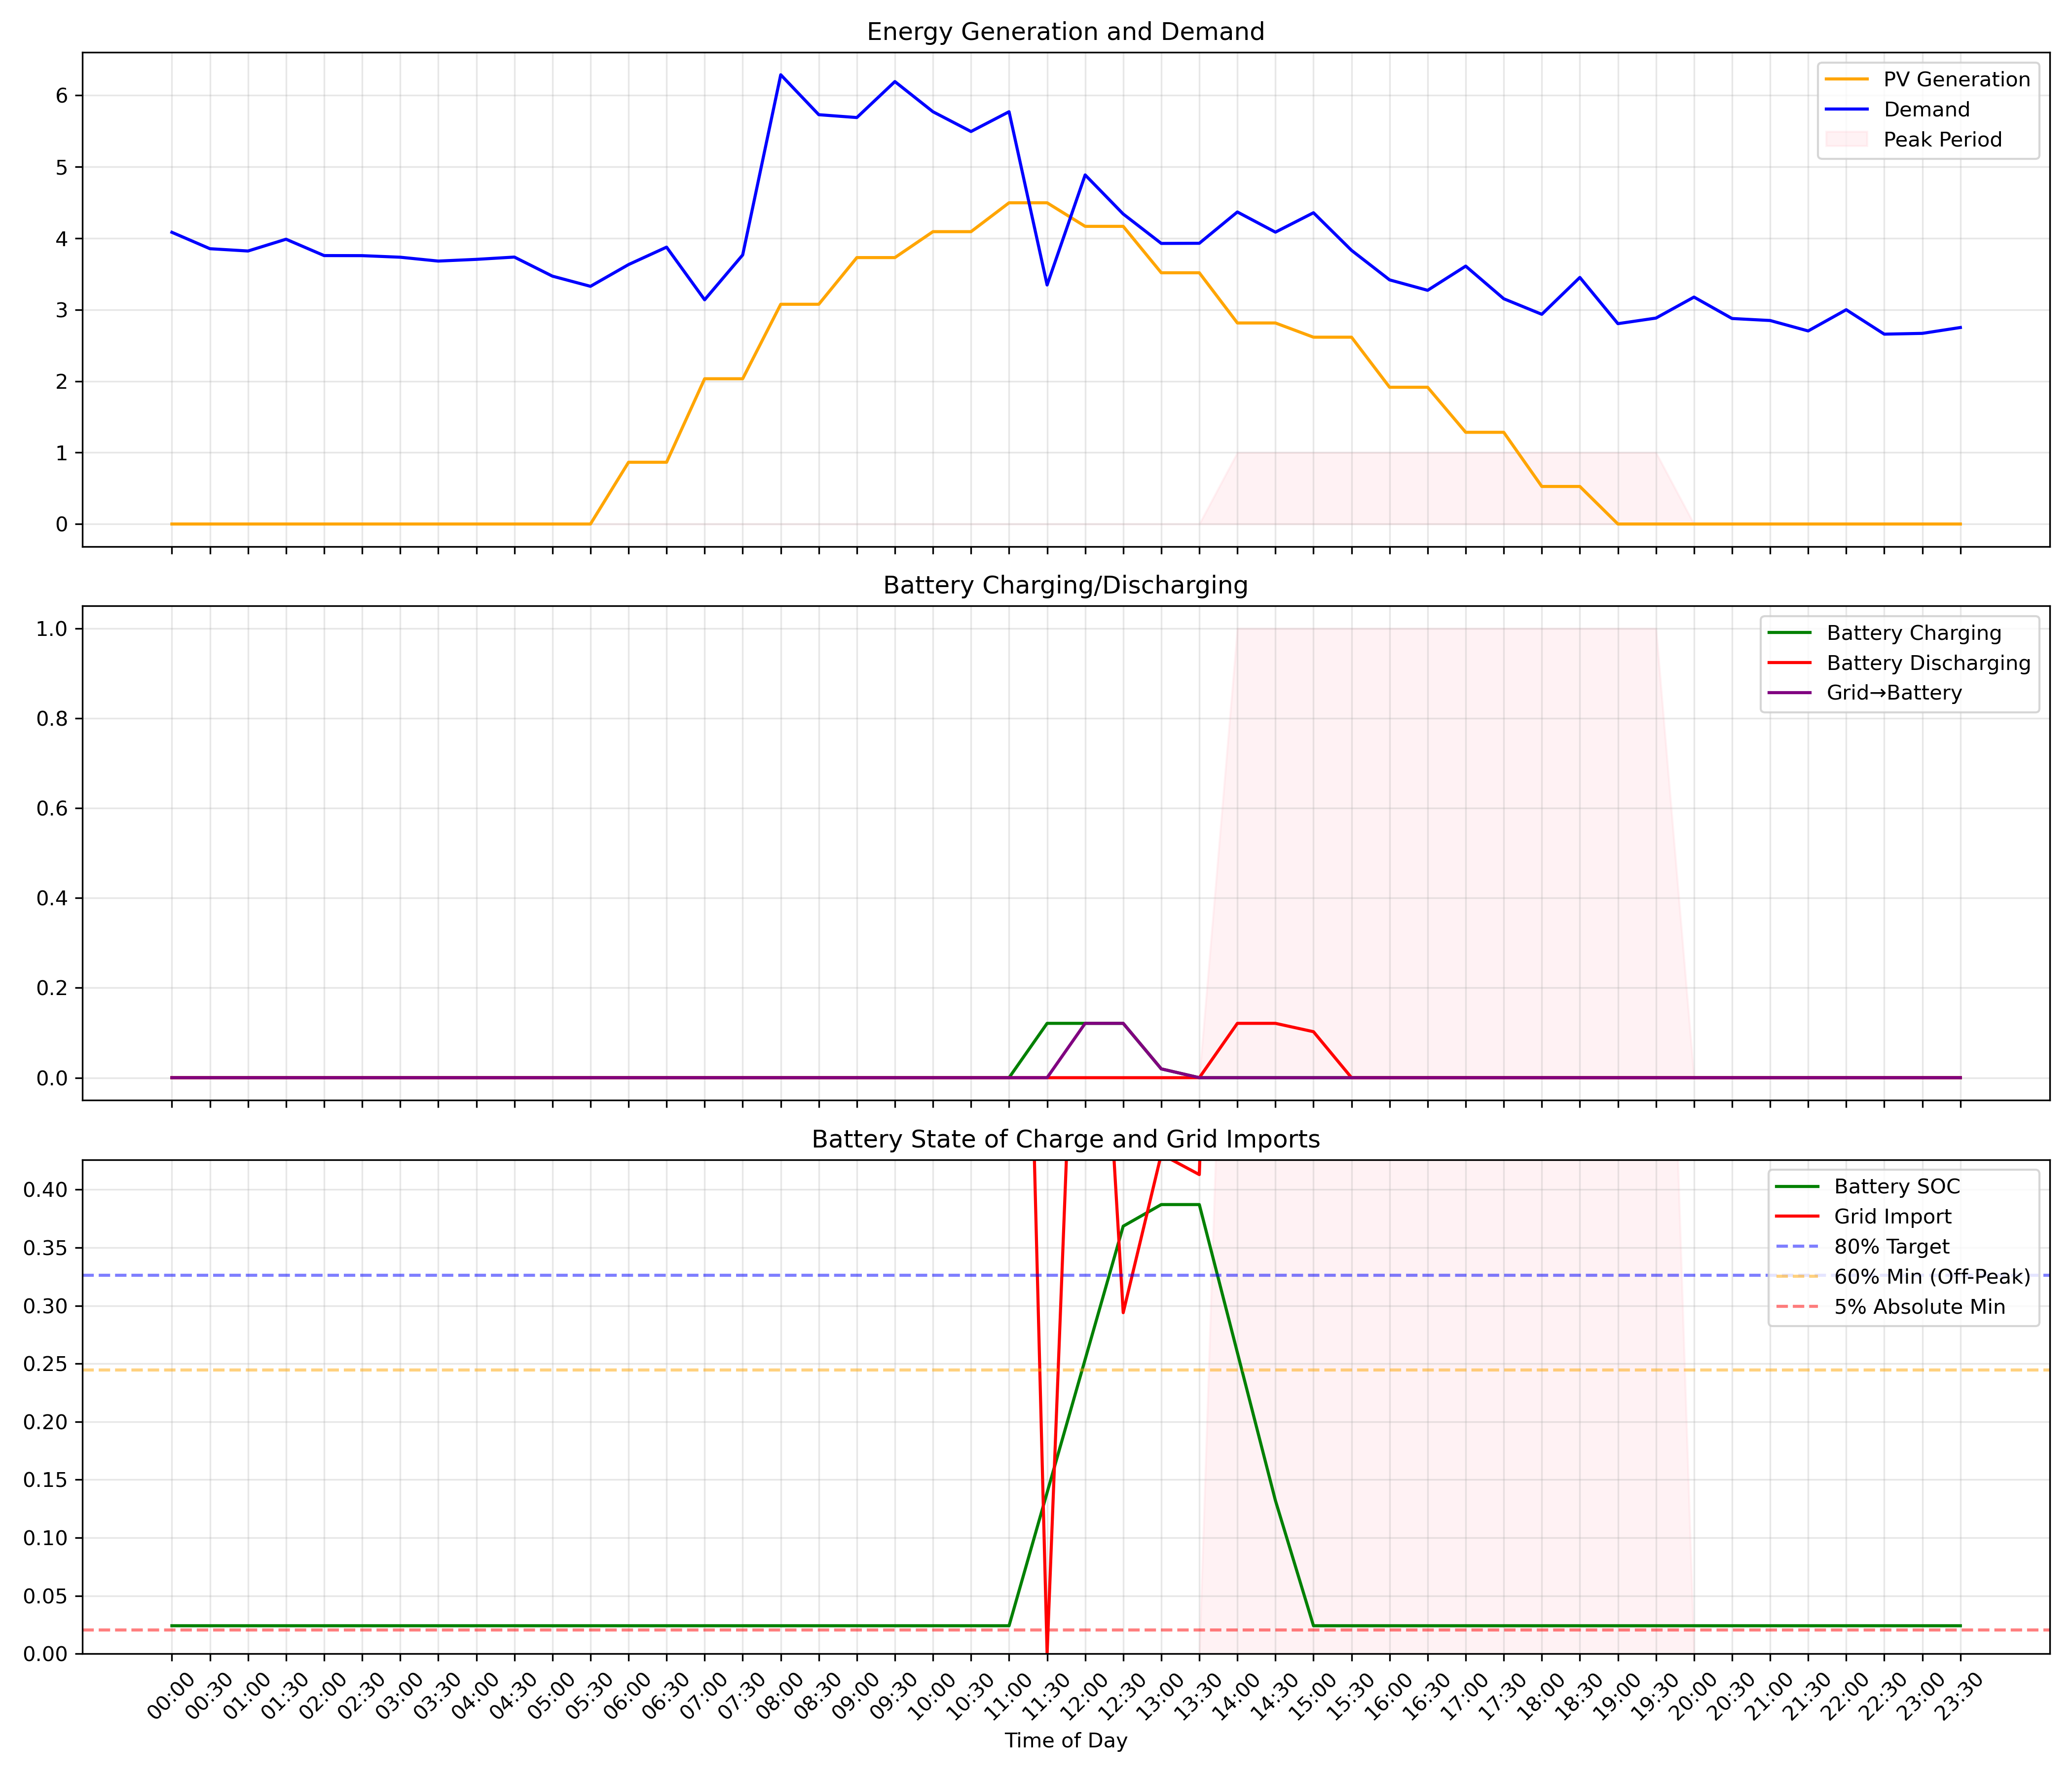 Energy Generation and Demand
6
5
4
3
2
1
0
PV Generation
Demand
Peak Period
Battery Charging/Discharging
1.0
0.8
0.6
0.4
0.2
0.0
Battery Charging
Battery Discharging
Grid→Battery
Battery State of Charge and Grid Imports
0.40
0.35
0.30
0.25
0.20
0.15
0.10
0.05
0.00
Battery SOC
Grid Import
80% Target
60% Min (Off-Peak)
5% Absolute Min
00:00 00:30 01:00 01:30 02:00 02:30 03:00 03:30 04:00 04:30 05:00 05:30 06:00 06:30 07:00 07:30 08:00 08:30 09:00 09:30 10:00 10:30 11:00 11:30 12:00 12:30 13:00 13:30 14:00 14:30 15:00 15:30 16:00 16:30 17:00 17:30 18:00 18:30 19:00 19:30 20:00 20:30 21:00 21:30 22:00 22:30 23:00 23:30
Time of Day